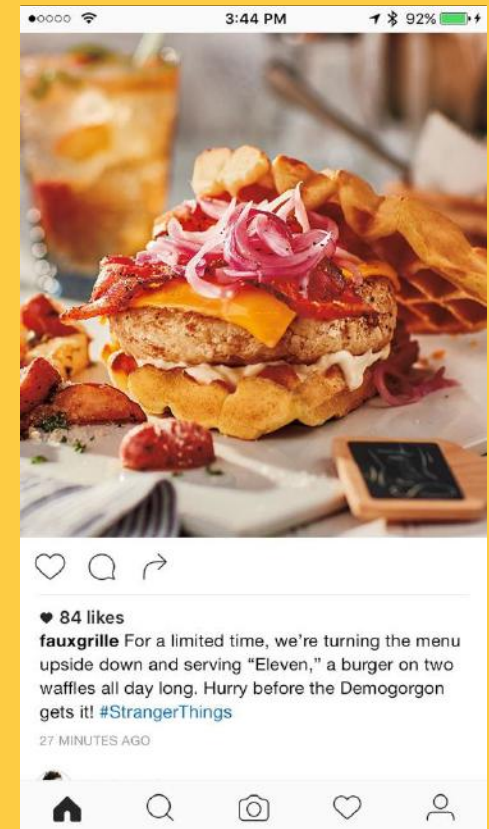 3:44 PM
92%
84 likes
fauxgrille For a limited time, we're turning the menu
upside down and serving "Eleven," a burger on two
waffles all day long. Hurry before the Demogorgon
gets it! #StrangerThings
27 MINUTES AGO